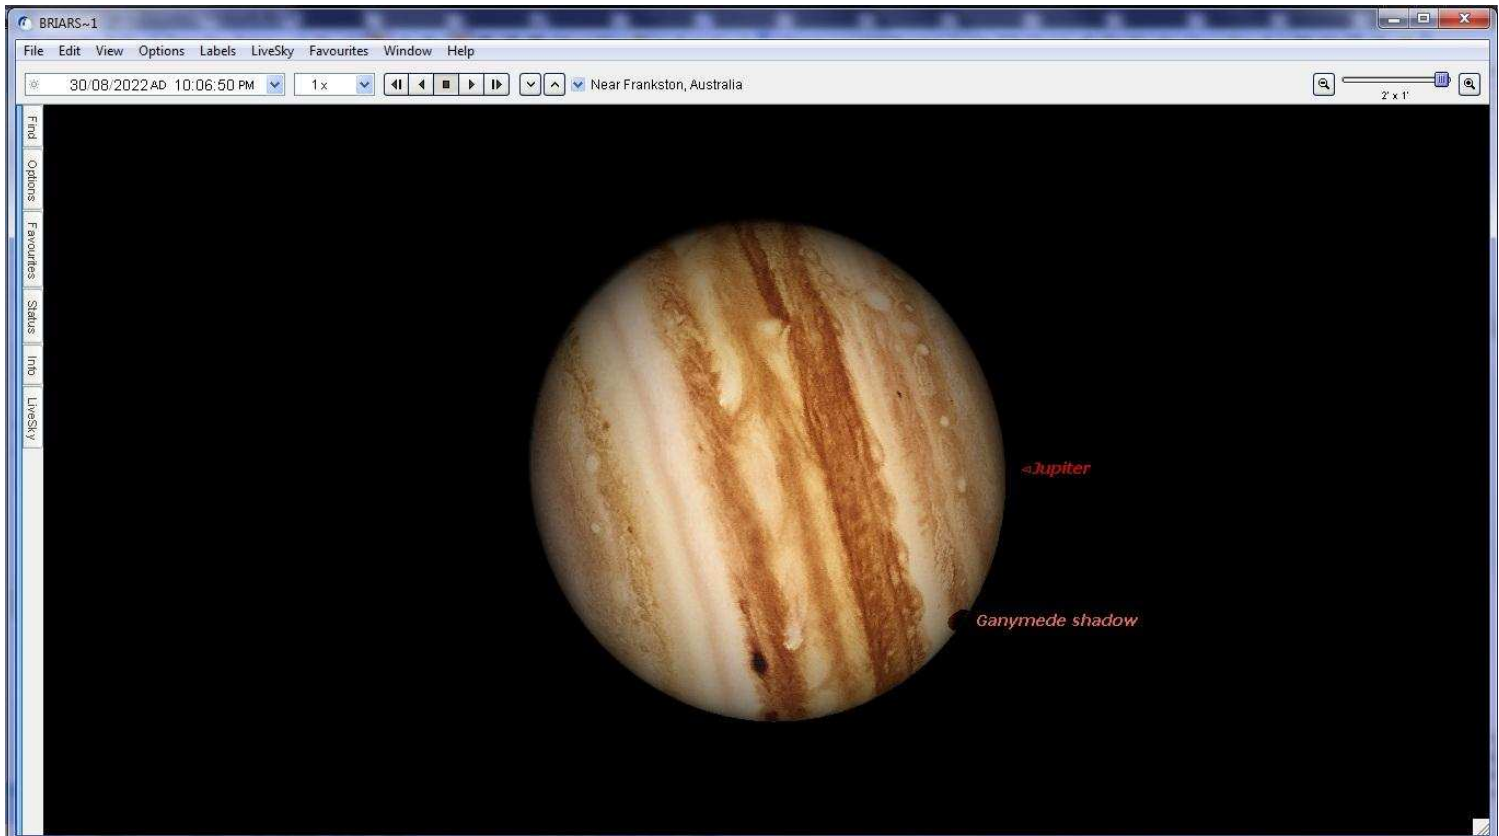 BRIARS~1
File Edit View Options Labels LiveSky Favourites Window Help
30/08/2022 AD 10:06:50 PM 1x Near Frankston, Australia
2' x 1'
Find
Options
Favourites
Status
Info
LiveSky
◃Jupiter
Ganymede shadow